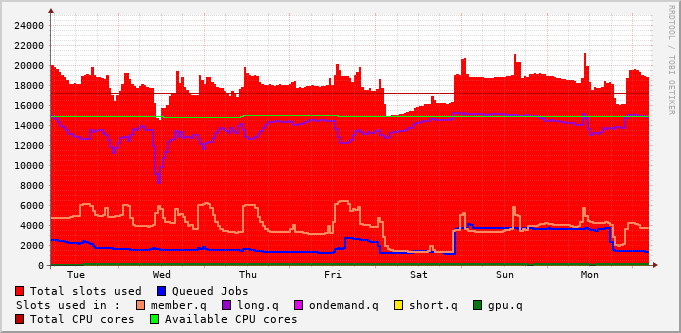 RRDTOOL / TOBI OETIKER
24000
22000
20000
18000
16000
14000
12000
10000
8000
6000
4000
2000
0
Tue Wed Thu Fri Sat Sun Mon
Total slots used Queued Jobs
Slots used in : member.q long.q ondemand.q short.q gpu.q
Total CPU cores Available CPU cores